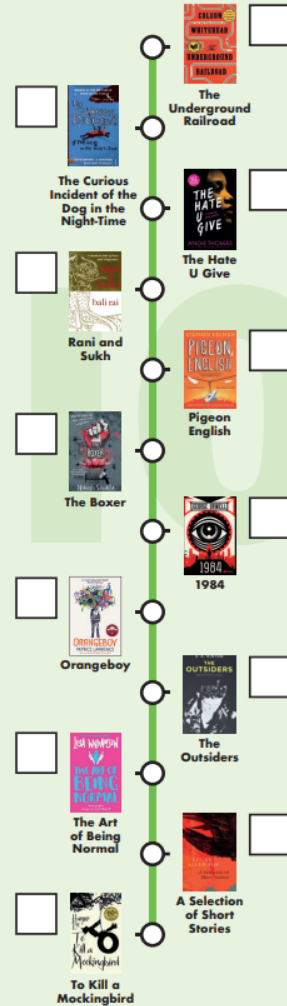 COLSON
WHITEHEAD
THE
UNDERGROUND
RAILROAD
The
Underground
Railroad
The Curious
Incident of the
Dog in the
Night-Time
THE
HATE
U
GIVE
ANGIE THOMAS
The Hate
U Give
bali rai
Rani and
Sukh
STEPHEN KELMAN
PIGEON
ENGLISH
Pigeon
English
BOXER
The Boxer
GEORGE ORWELL
1984
1984
ORANGEBOY
PATRICE LAWRENCE
Orangeboy
THE
OUTSIDERS
The
Outsiders
LISA WILLIAMSON
THE ART OF
BEING
NORMAL
The Art
of Being
Normal
A Selection
of Short
Stories
Harper
Lee
To
Kill a
Mockingbird
To Kill a
Mockingbird
10